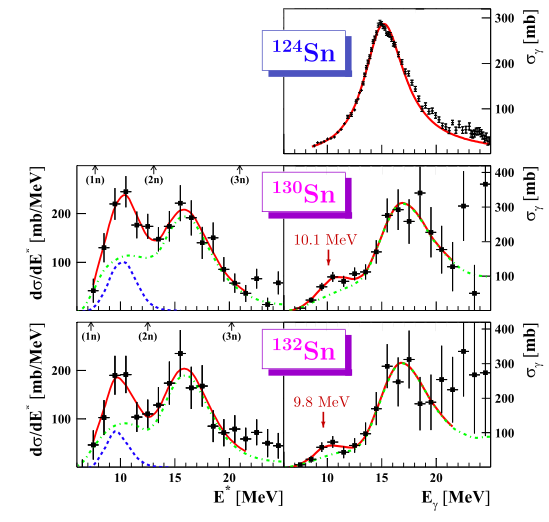 300
200
100
σγ [mb]
¹²⁴Sn
(1n) (2n) (3n)
200
100
dσ/dE* [mb/MeV]
¹³⁰Sn
10.1 MeV
400
300
200
100
σγ [mb]
(1n) (2n) (3n)
200
100
dσ/dE* [mb/MeV]
¹³²Sn
9.8 MeV
400
300
200
100
σγ [mb]
10 15 20
E* [MeV]
10 15 20
Eγ [MeV]